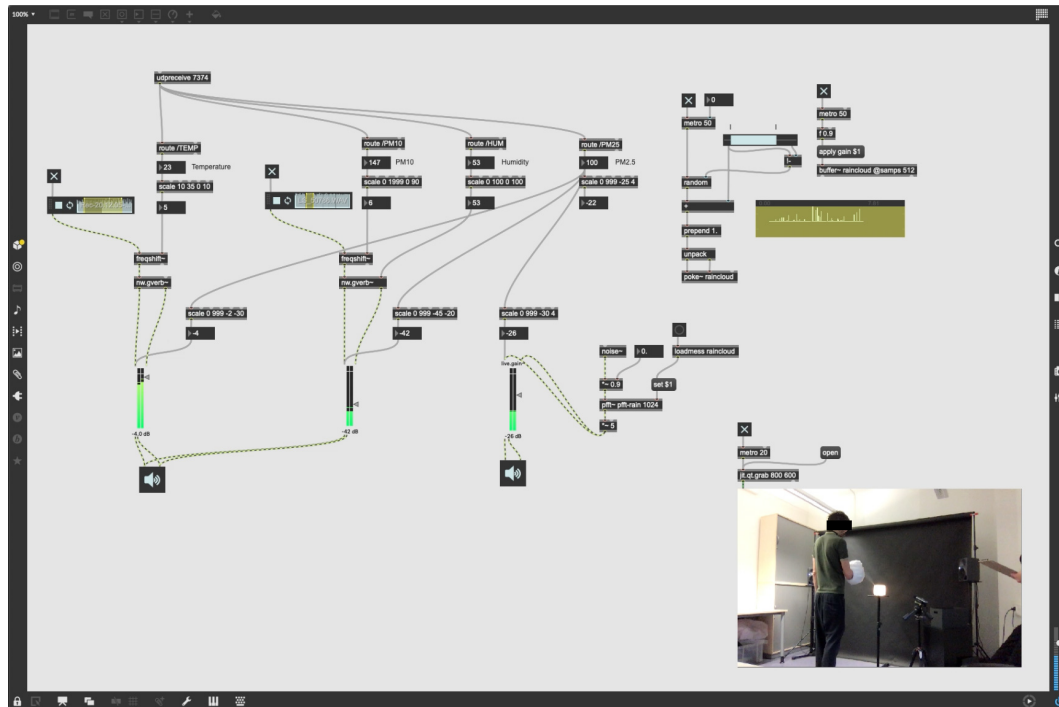 100%
udpreceive 7374
route /TEMP
23
Temperature
scale 10 35 0 10
5
freqshift~
nw.gverb~
route /PM10
147
PM10
scale 0 1999 0 90
6
freqshift~
nw.gverb~
route /HUM
53
Humidity
scale 0 100 0 100
53
route /PM25
100
PM2.5
scale 0 999 -25 4
-22
scale 0 999 -2 -30
-4
scale 0 999 -45 -20
-42
scale 0 999 -30 4
-26
live.gain~
-4.0 dB
-42 dB
-26 dB
noise~
0.
loadmess raincloud
*~ 0.9
set $1
pfft~ pfft-rain 1024
*~ 5
0
metro 50
random
+
prepend 1.
unpack
poke~ raincloud
!-
metro 50
f 0.9
apply gain $1
buffer~ raincloud @samps 512
metro 20
open
jit.qt.grab 800 600